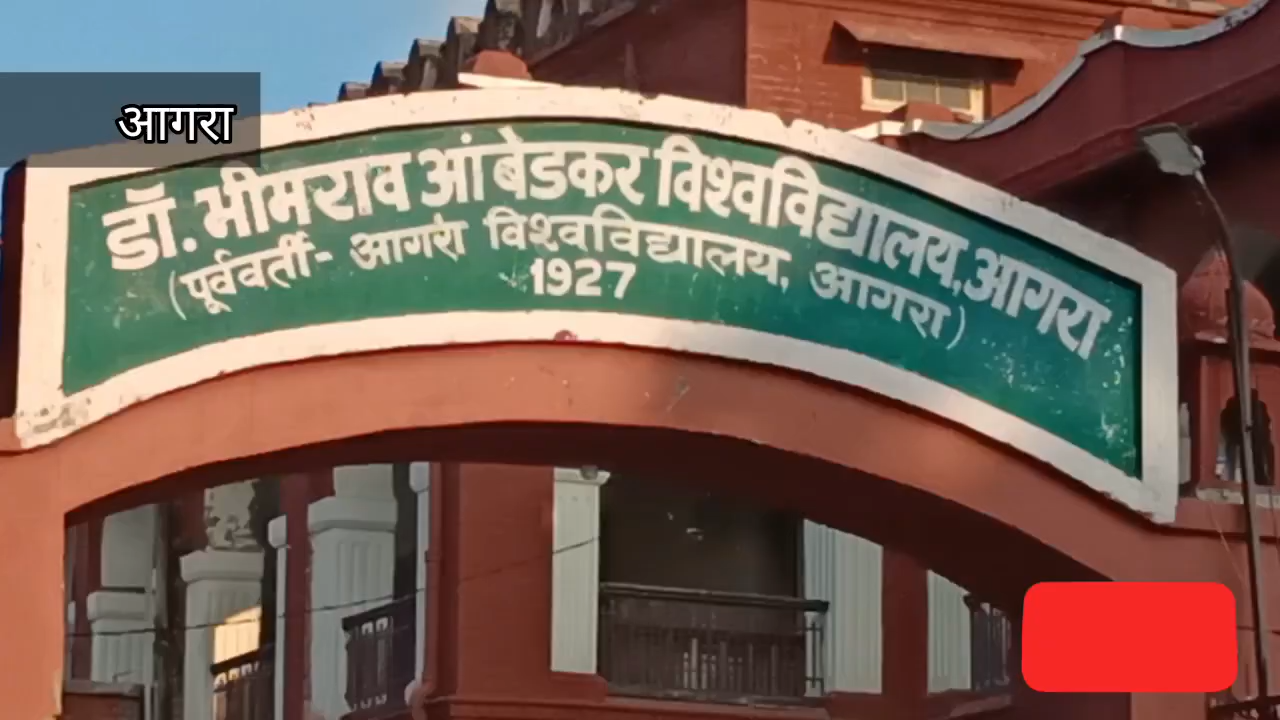 आगरा
डॉ. भीमराव आंबेडकर विश्वविद्यालय, आगरा
(पूर्ववर्ती- आगरा विश्वविद्यालय, आगरा)
1927